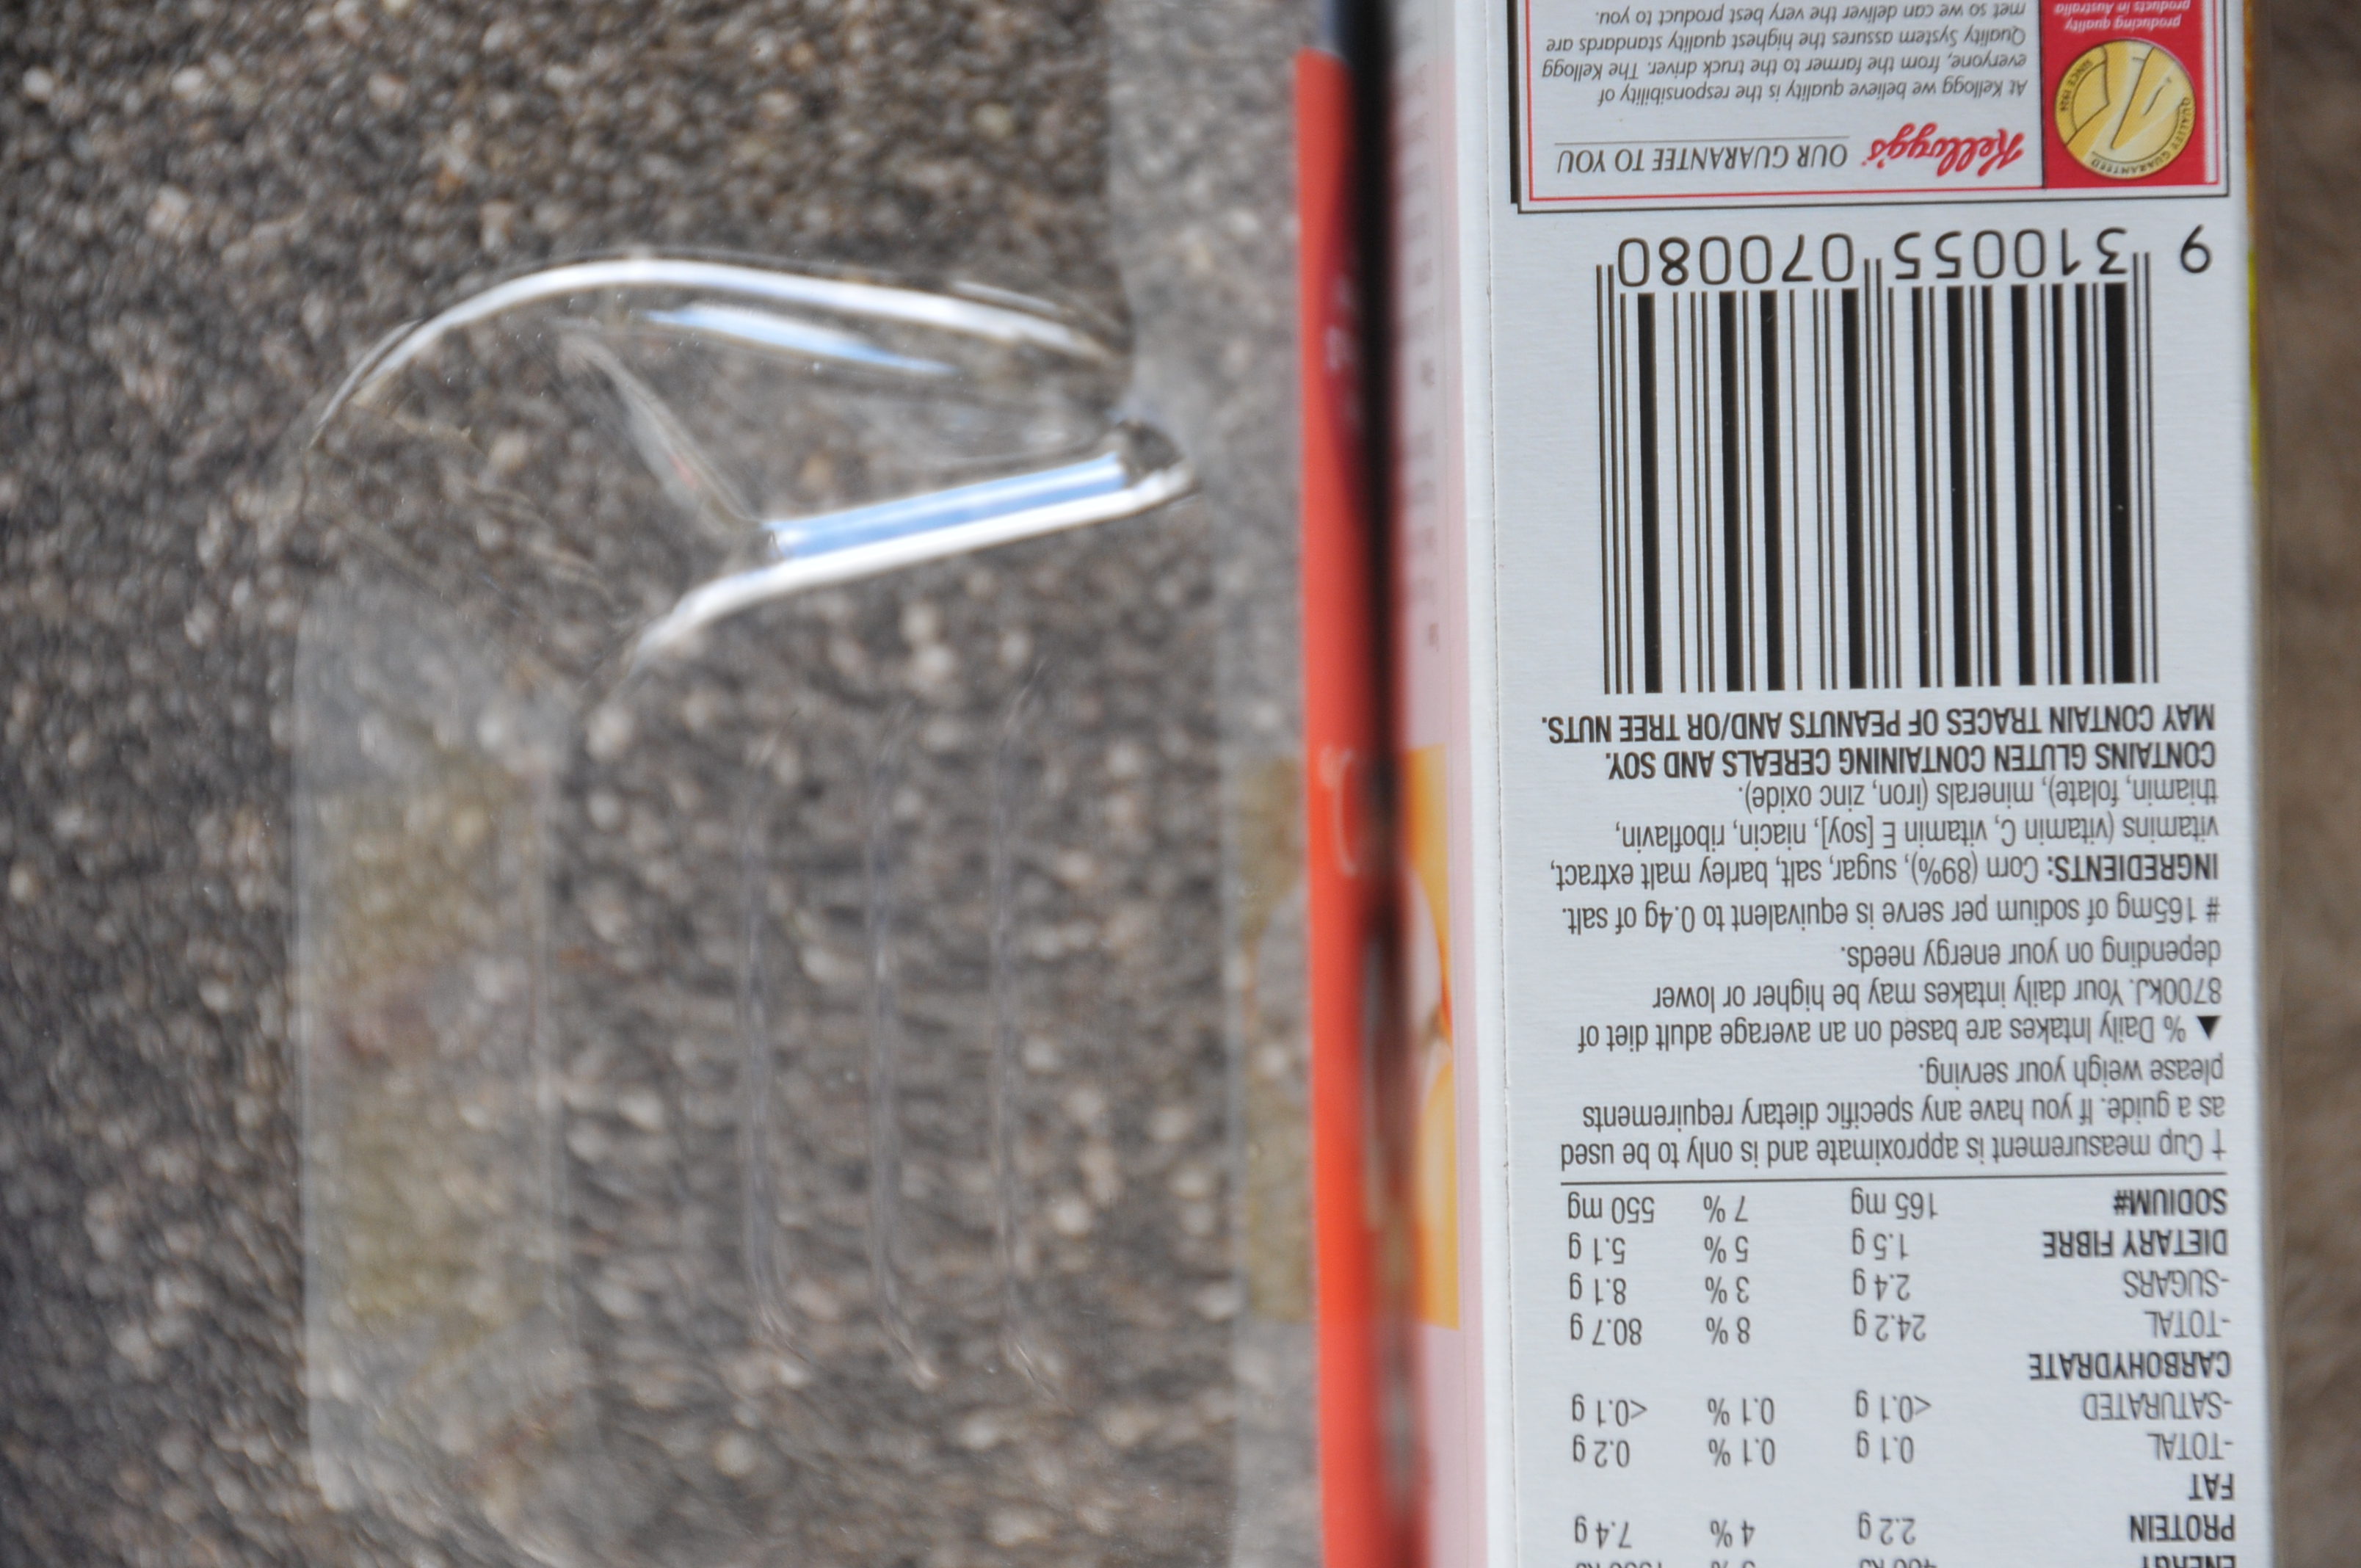 PROTEIN 2.2 g 4 % 7.4 g
FAT
-TOTAL 0.1 g 0.1 % 0.2 g
-SATURATED <0.1 g 0.1 % <0.1 g
CARBOHYDRATE
-TOTAL 24.2 g 8 % 80.7 g
-SUGARS 2.4 g 3 % 8.1 g
DIETARY FIBRE 1.5 g 5 % 5.1 g
SODIUM# 165 mg 7 % 550 mg
† Cup measurement is approximate and is only to be used
as a guide. If you have any specific dietary requirements
please weigh your serving.
▲ % Daily Intakes are based on an average adult diet of
8700kJ. Your daily intakes may be higher or lower
depending on your energy needs.
# 165mg of sodium per serve is equivalent to 0.4g of salt.
INGREDIENTS: Corn (89%), sugar, salt, barley malt extract,
vitamins (vitamin C, vitamin E [soy], niacin, riboflavin,
thiamin, folate), minerals (iron, zinc oxide).
CONTAINS GLUTEN CONTAINING CEREALS AND SOY.
MAY CONTAIN TRACES OF PEANUTS AND/OR TREE NUTS.
9 310055 070080
QUALITY GUARANTEED
SINCE 1924
producing quality
products in Australia
Kellogg's OUR GUARANTEE TO YOU
At Kellogg we believe quality is the responsibility of
everyone, from the farmer to the truck driver. The Kellogg
Quality System assures the highest quality standards are
met so we can deliver the very best product to you.